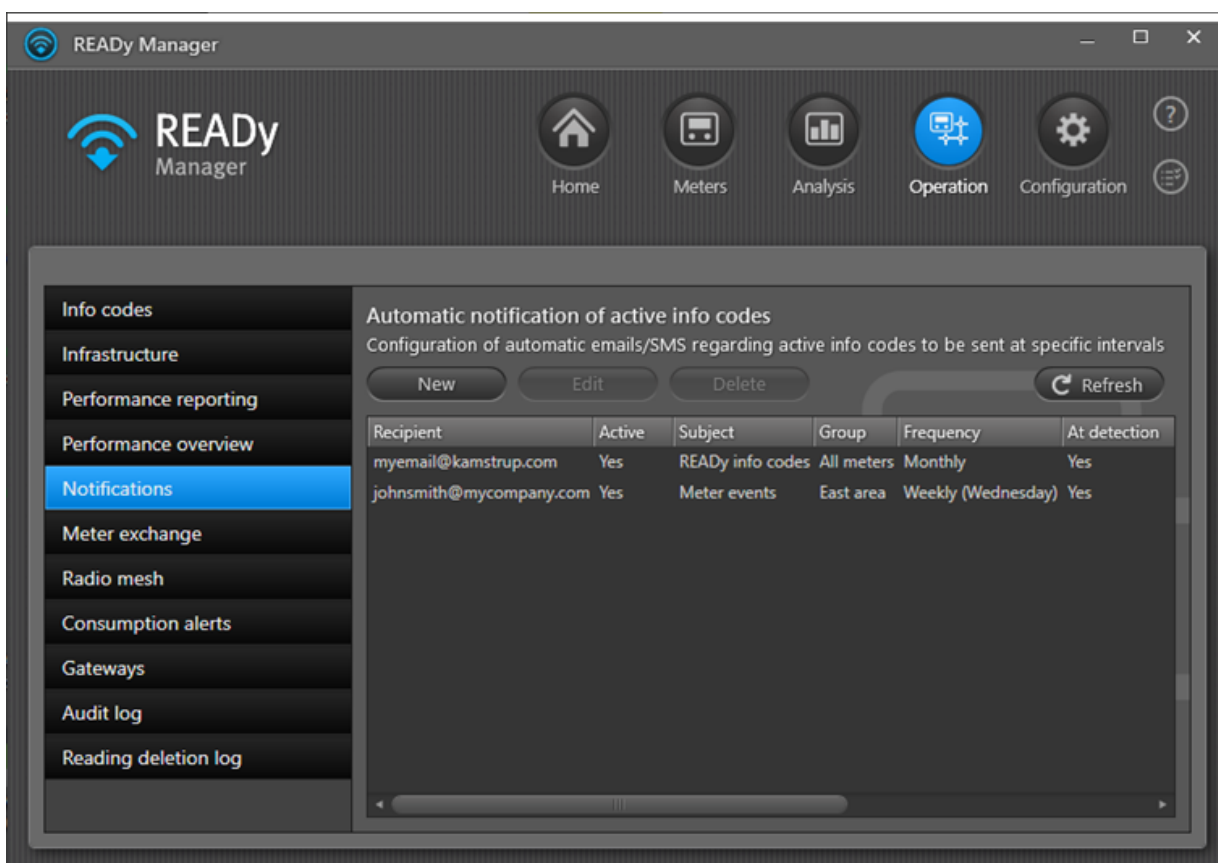 READy Manager
READy
Manager
Home Meters Analysis Operation Configuration
?
Info codes
Infrastructure
Performance reporting
Performance overview
Notifications
Meter exchange
Radio mesh
Consumption alerts
Gateways
Audit log
Reading deletion log
Automatic notification of active info codes
Configuration of automatic emails/SMS regarding active info codes to be sent at specific intervals
New Edit Delete Refresh
Recipient Active Subject Group Frequency At detection
myemail@kamstrup.com Yes READy info codes All meters Monthly Yes
johnsmith@mycompany.com Yes Meter events East area Weekly (Wednesday) Yes